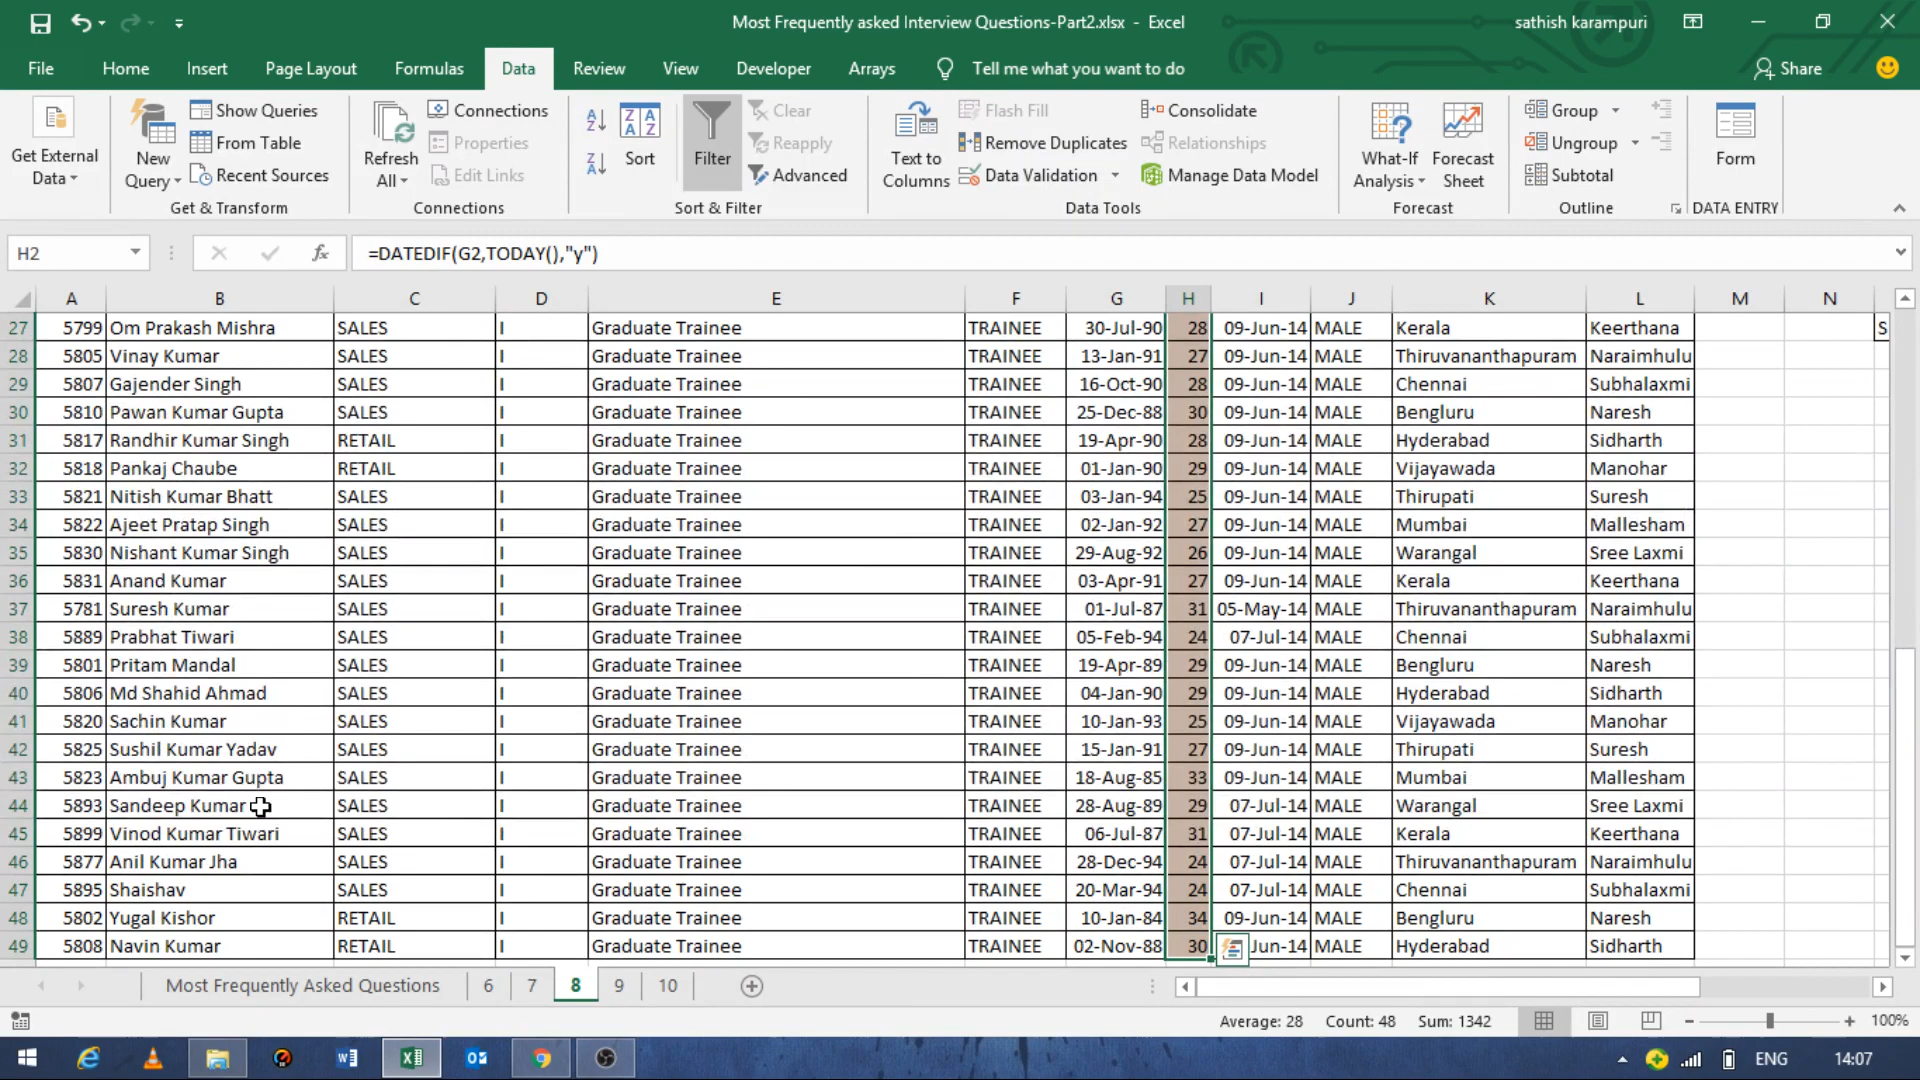 Most Frequently asked Interview Questions-Part2.xlsx - Excel
sathish karampuri
File Home Insert Page Layout Formulas Data Review View Developer Arrays Tell me what you want to do Share
Get External Data
New Query
Show Queries
From Table
Recent Sources
Get & Transform
Refresh All
Connections
Properties
Edit Links
Connections
Sort
Filter
Clear
Reapply
Advanced
Sort & Filter
Text to Columns
Flash Fill
Remove Duplicates
Data Validation
Consolidate
Relationships
Manage Data Model
Data Tools
What-If Analysis
Forecast Sheet
Forecast
Group
Ungroup
Subtotal
Outline
Form
DATA ENTRY
H2 fx =DATEDIF(G2,TODAY(),"y")
A B C D E F G H I J K L M N
27 5799 Om Prakash Mishra SALES I Graduate Trainee TRAINEE 30-Jul-90 28 09-Jun-14 MALE Kerala Keerthana S
28 5805 Vinay Kumar SALES I Graduate Trainee TRAINEE 13-Jan-91 27 09-Jun-14 MALE Thiruvananthapuram Naraimhulu
29 5807 Gajender Singh SALES I Graduate Trainee TRAINEE 16-Oct-90 28 09-Jun-14 MALE Chennai Subhalaxmi
30 5810 Pawan Kumar Gupta SALES I Graduate Trainee TRAINEE 25-Dec-88 30 09-Jun-14 MALE Bengluru Naresh
31 5817 Randhir Kumar Singh RETAIL I Graduate Trainee TRAINEE 19-Apr-90 28 09-Jun-14 MALE Hyderabad Sidharth
32 5818 Pankaj Chaube RETAIL I Graduate Trainee TRAINEE 01-Jan-90 29 09-Jun-14 MALE Vijayawada Manohar
33 5821 Nitish Kumar Bhatt SALES I Graduate Trainee TRAINEE 03-Jan-94 25 09-Jun-14 MALE Thirupati Suresh
34 5822 Ajeet Pratap Singh SALES I Graduate Trainee TRAINEE 02-Jan-92 27 09-Jun-14 MALE Mumbai Mallesham
35 5830 Nishant Kumar Singh SALES I Graduate Trainee TRAINEE 29-Aug-92 26 09-Jun-14 MALE Warangal Sree Laxmi
36 5831 Anand Kumar SALES I Graduate Trainee TRAINEE 03-Apr-91 27 09-Jun-14 MALE Kerala Keerthana
37 5781 Suresh Kumar SALES I Graduate Trainee TRAINEE 01-Jul-87 31 05-May-14 MALE Thiruvananthapuram Naraimhulu
38 5889 Prabhat Tiwari SALES I Graduate Trainee TRAINEE 05-Feb-94 24 07-Jul-14 MALE Chennai Subhalaxmi
39 5801 Pritam Mandal SALES I Graduate Trainee TRAINEE 19-Apr-89 29 09-Jun-14 MALE Bengluru Naresh
40 5806 Md Shahid Ahmad SALES I Graduate Trainee TRAINEE 04-Jan-90 29 09-Jun-14 MALE Hyderabad Sidharth
41 5820 Sachin Kumar SALES I Graduate Trainee TRAINEE 10-Jan-93 25 09-Jun-14 MALE Vijayawada Manohar
42 5825 Sushil Kumar Yadav SALES I Graduate Trainee TRAINEE 15-Jan-91 27 09-Jun-14 MALE Thirupati Suresh
43 5823 Ambuj Kumar Gupta SALES I Graduate Trainee TRAINEE 18-Aug-85 33 09-Jun-14 MALE Mumbai Mallesham
44 5893 Sandeep Kumar SALES I Graduate Trainee TRAINEE 28-Aug-89 29 07-Jul-14 MALE Warangal Sree Laxmi
45 5899 Vinod Kumar Tiwari SALES I Graduate Trainee TRAINEE 06-Jul-87 31 07-Jul-14 MALE Kerala Keerthana
46 5877 Anil Kumar Jha SALES I Graduate Trainee TRAINEE 28-Dec-94 24 07-Jul-14 MALE Thiruvananthapuram Naraimhulu
47 5895 Shaishav SALES I Graduate Trainee TRAINEE 20-Mar-94 24 07-Jul-14 MALE Chennai Subhalaxmi
48 5802 Yugal Kishor RETAIL I Graduate Trainee TRAINEE 10-Jan-84 34 09-Jun-14 MALE Bengluru Naresh
49 5808 Navin Kumar RETAIL I Graduate Trainee TRAINEE 02-Nov-88 30 Jun-14 MALE Hyderabad Sidharth
Most Frequently Asked Questions 6 7 8 9 10
Average: 28 Count: 48 Sum: 1342 100%
ENG 14:07